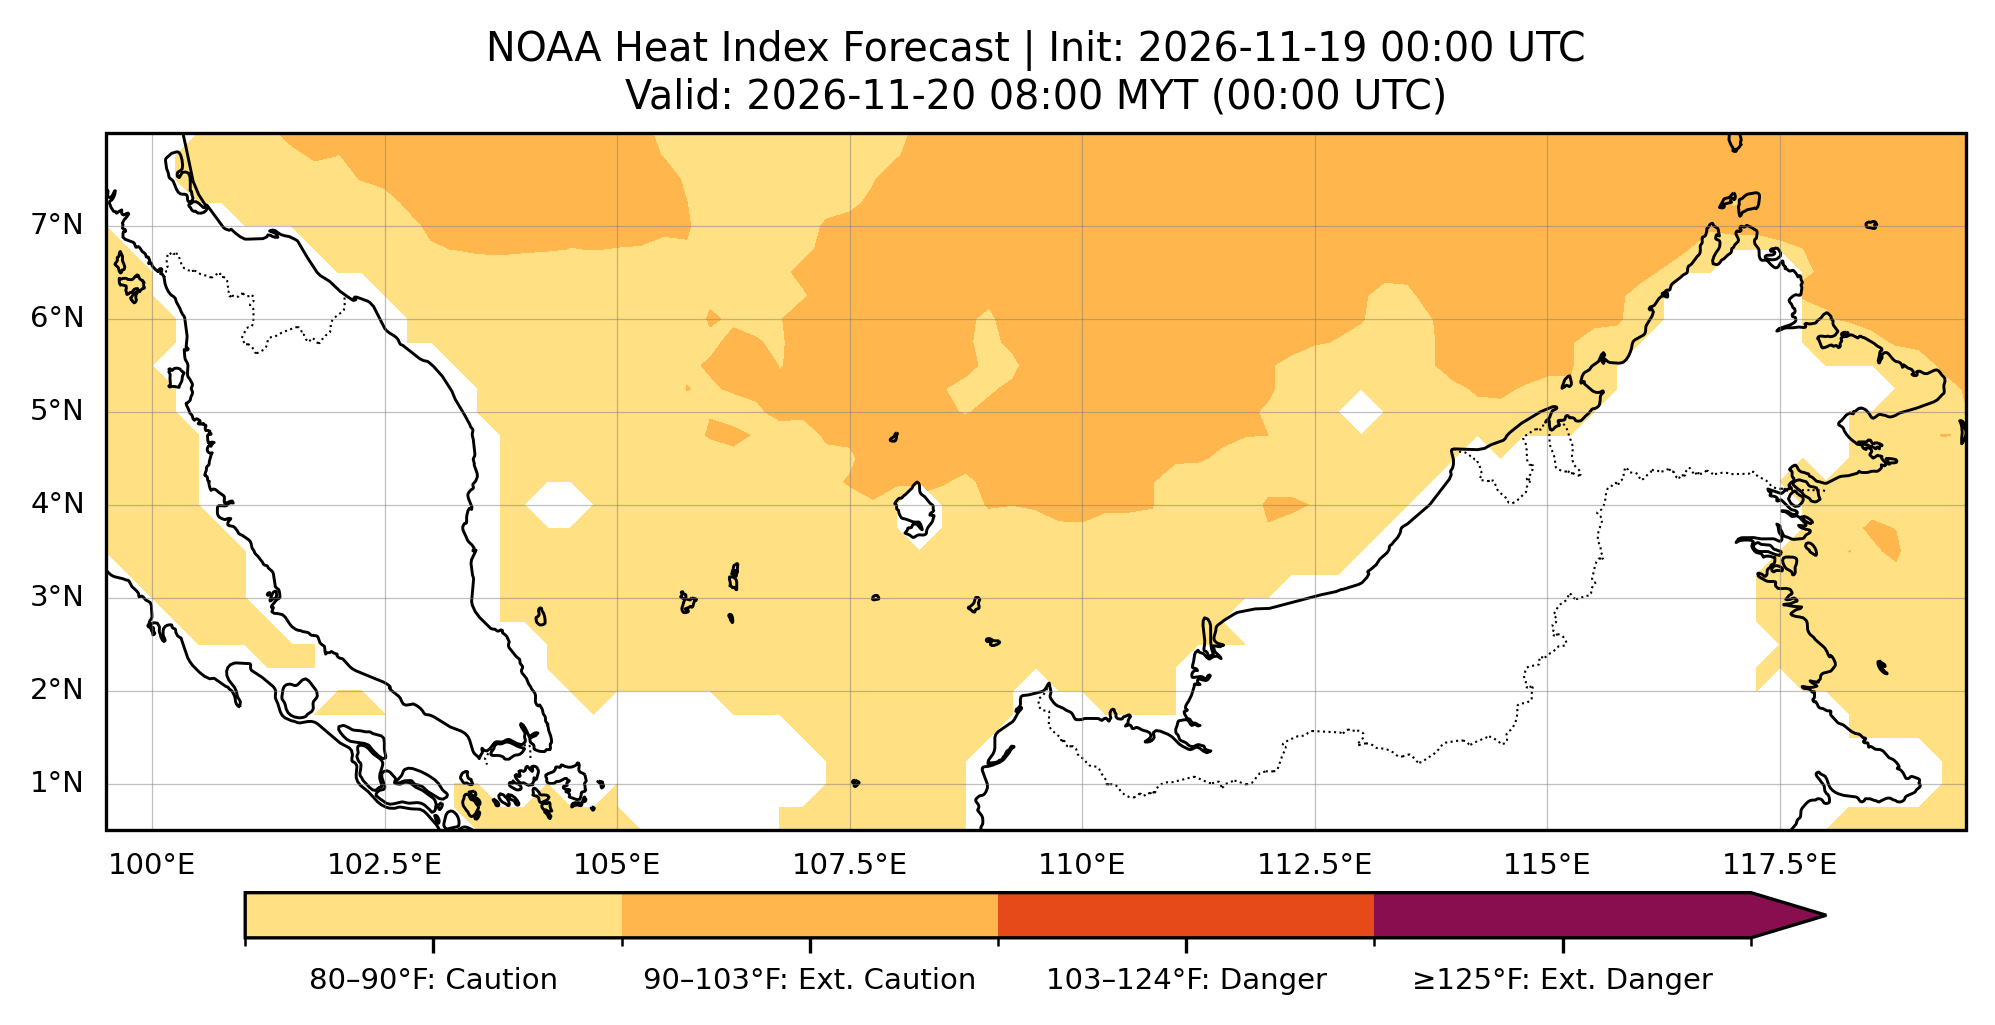 NOAA Heat Index Forecast | Init: 2026-11-19 00:00 UTC
Valid: 2026-11-20 08:00 MYT (00:00 UTC)
7°N
6°N
5°N
4°N
3°N
2°N
1°N
100°E 102.5°E 105°E 107.5°E 110°E 112.5°E 115°E 117.5°E
80–90°F: Caution 90–103°F: Ext. Caution 103–124°F: Danger ≥125°F: Ext. Danger